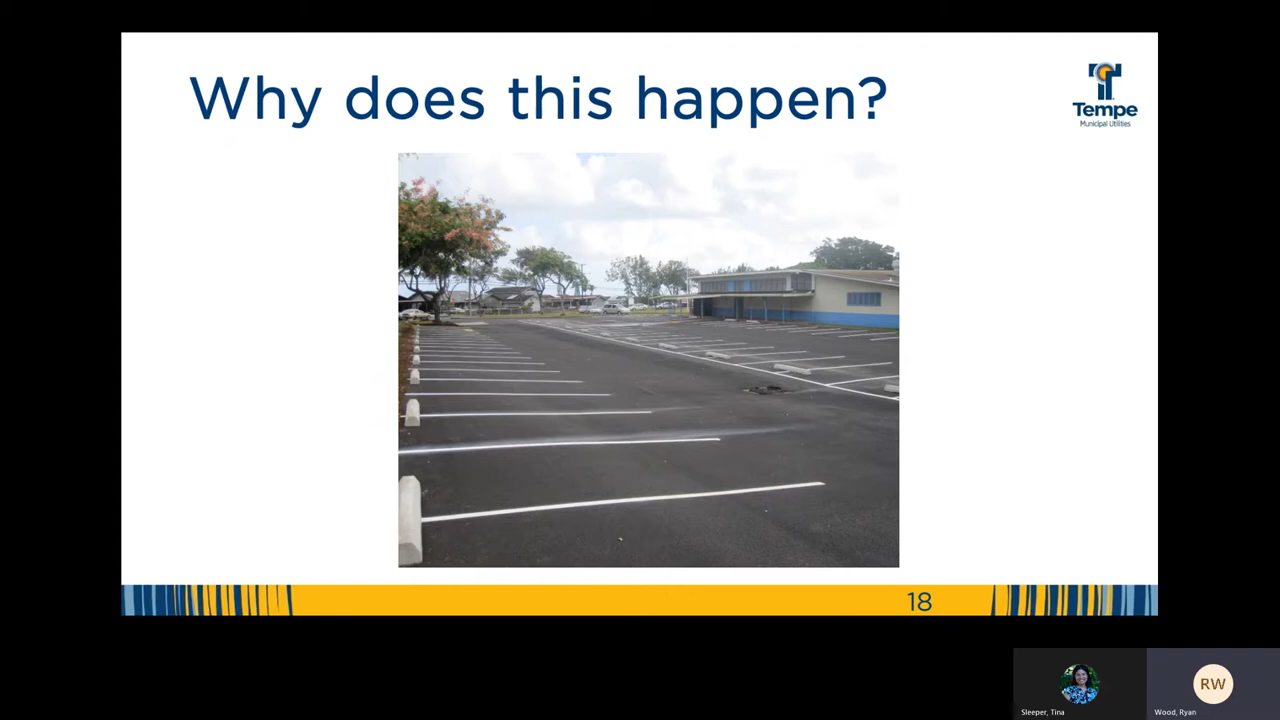 Why does this happen?
Tempe
Municipal Utilities
18
RW
Sleeper, Tina
Wood, Ryan